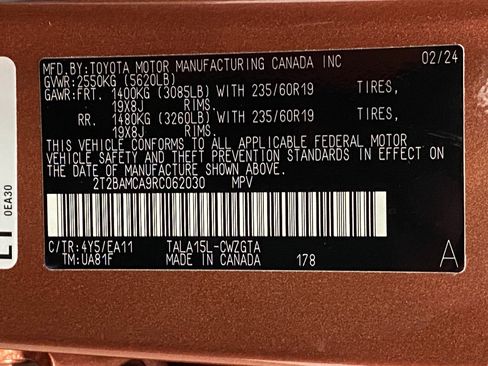 MFD.BY:TOYOTA MOTOR MANUFACTURING CANADA INC 02/24
GVWR:2550KG (5620LB)
GAWR:FRT. 1400KG (3085LB) WITH 235/60R19 TIRES,
19X8J RIMS.
RR. 1480KG (3260LB) WITH 235/60R19 TIRES,
19X8J RIMS.
THIS VEHICLE CONFORMS TO ALL APPLICABLE FEDERAL MOTOR
VEHICLE SAFETY AND THEFT PREVENTION STANDARDS IN EFFECT ON
THE DATE OF MANUFACTURE SHOWN ABOVE.
2T2BAMCA9RC062030 MPV
C/TR:4Y5/EA11 TALA15L-CWZGTA
TM:UA81F MADE IN CANADA 178 A
0EA30